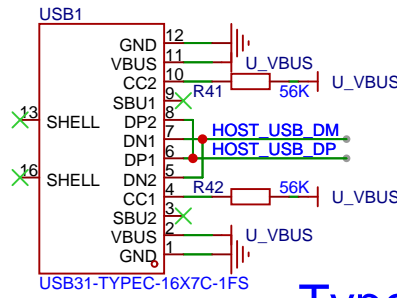 USB1
GND 12
VBUS 11 U_VBUS
CC2 10 R41 56K U_VBUS
SBU1 9
13 SHELL DP2 8
DN1 7 HOST_USB_DM
DP1 6 HOST_USB_DP
16 SHELL DN2 5
CC1 4 R42 56K U_VBUS
SBU2 3
VBUS 2 U_VBUS
GND 1
USB31-TYPEC-16X7C-1FS